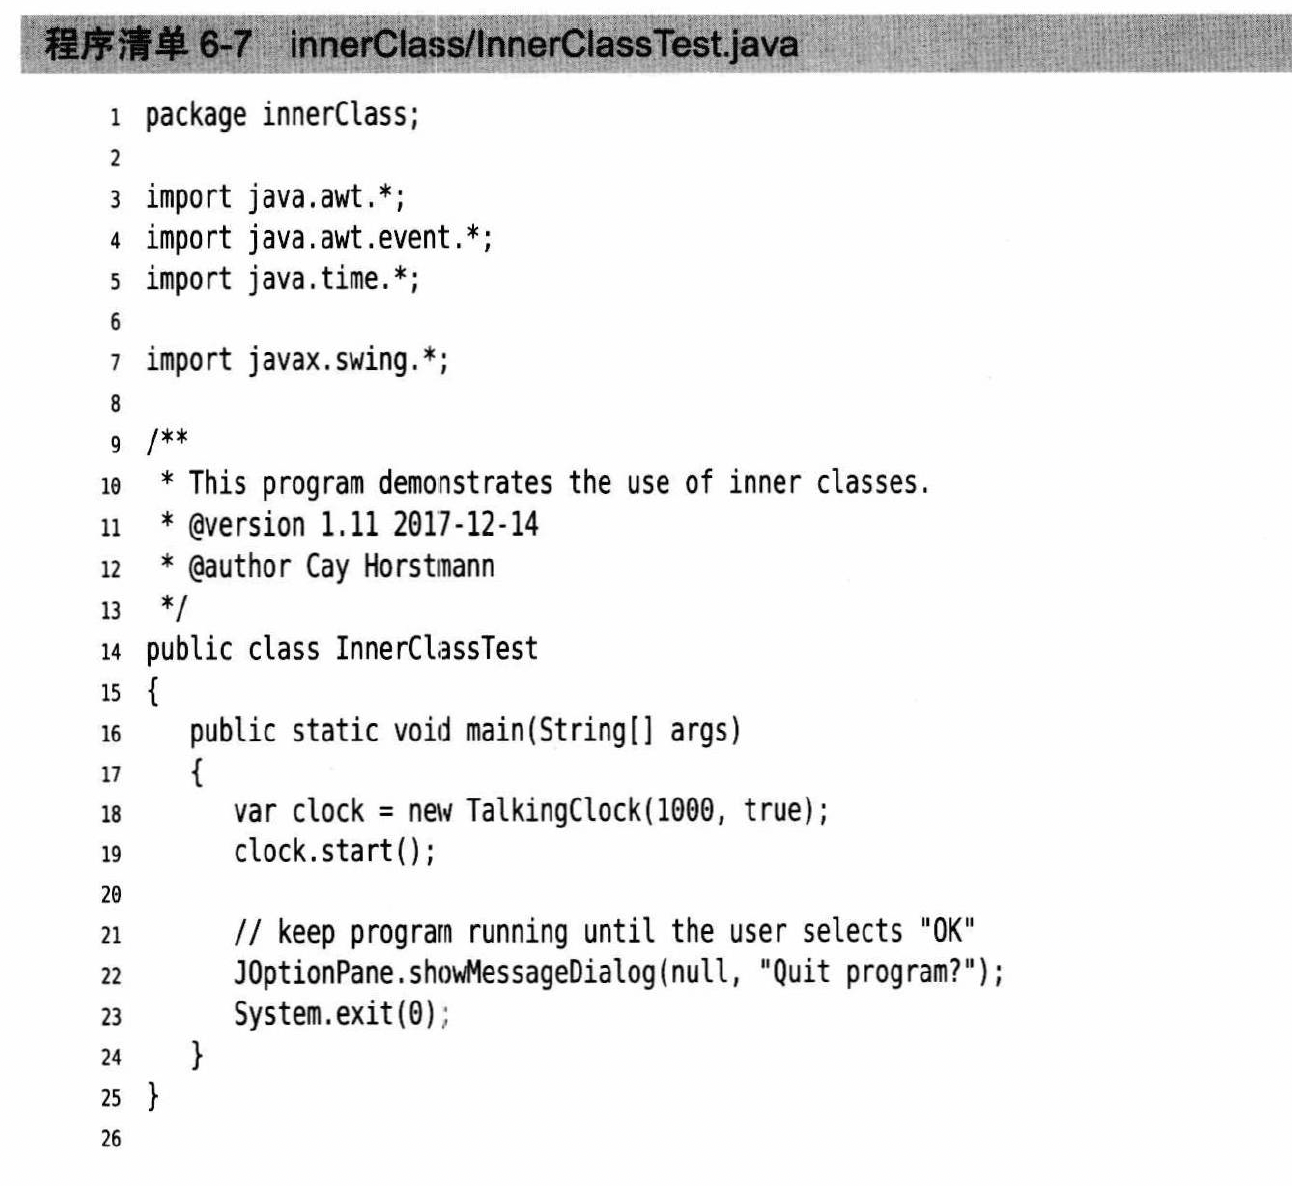 程序清单 6-7 innerClass/InnerClassTest.java
1 package innerClass;
2
3 import java.awt.*;
4 import java.awt.event.*;
5 import java.time.*;
6
7 import javax.swing.*;
8
9 /**
10  * This program demonstrates the use of inner classes.
11  * @version 1.11 2017-12-14
12  * @author Cay Horstmann
13  */
14 public class InnerClassTest
15 {
16    public static void main(String[] args)
17    {
18       var clock = new TalkingClock(1000, true);
19       clock.start();
20
21       // keep program running until the user selects "OK"
22       JOptionPane.showMessageDialog(null, "Quit program?");
23       System.exit(0);
24    }
25 }
26